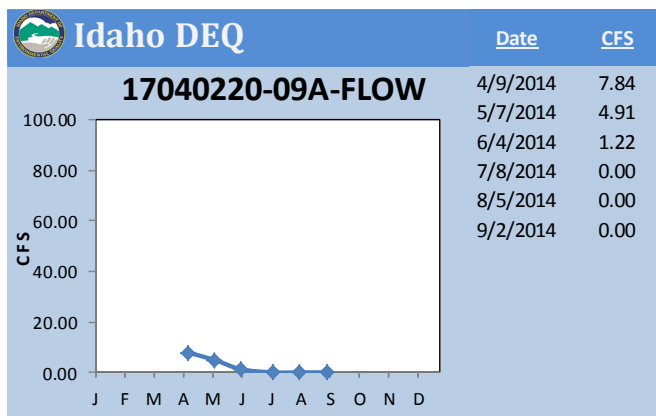 Idaho DEQ
Date CFS
17040220-09A-FLOW
4/9/2014 7.84
5/7/2014 4.91
6/4/2014 1.22
7/8/2014 0.00
8/5/2014 0.00
9/2/2014 0.00
100.00
80.00
60.00
40.00
20.00
0.00
CFS
J F M A M J J A S O N D